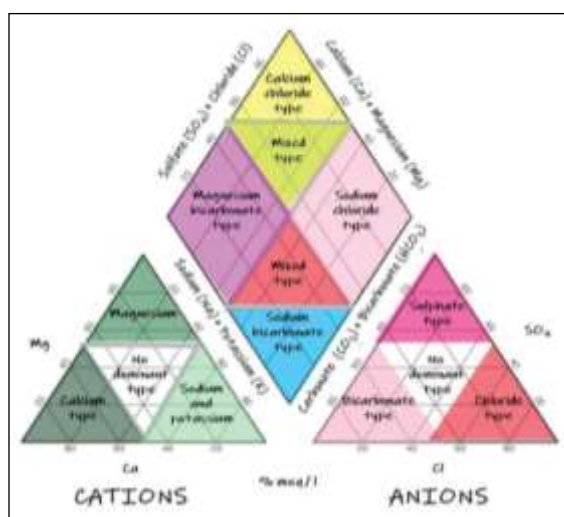 Sulfate (SO₄) + Chloride (Cl)
Calcium (Ca) + Magnesium (Mg)
Calcium
chloride
type
Mixed
type
Magnesium
bicarbonate
type
Sodium
chloride
type
Mixed
type
Sodium
bicarbonate
type
Sodium (Na) + Potassium (K)
Carbonate (CO₃) + Bicarbonate (HCO₃)
Magnesium
Mg
No
dominant
type
Calcium
type
Sodium
and
potassium
Ca
CATIONS
% meq/l
Sulphate
type
SO₄
No
dominant
type
Bicarbonate
type
Chloride
type
Cl
ANIONS